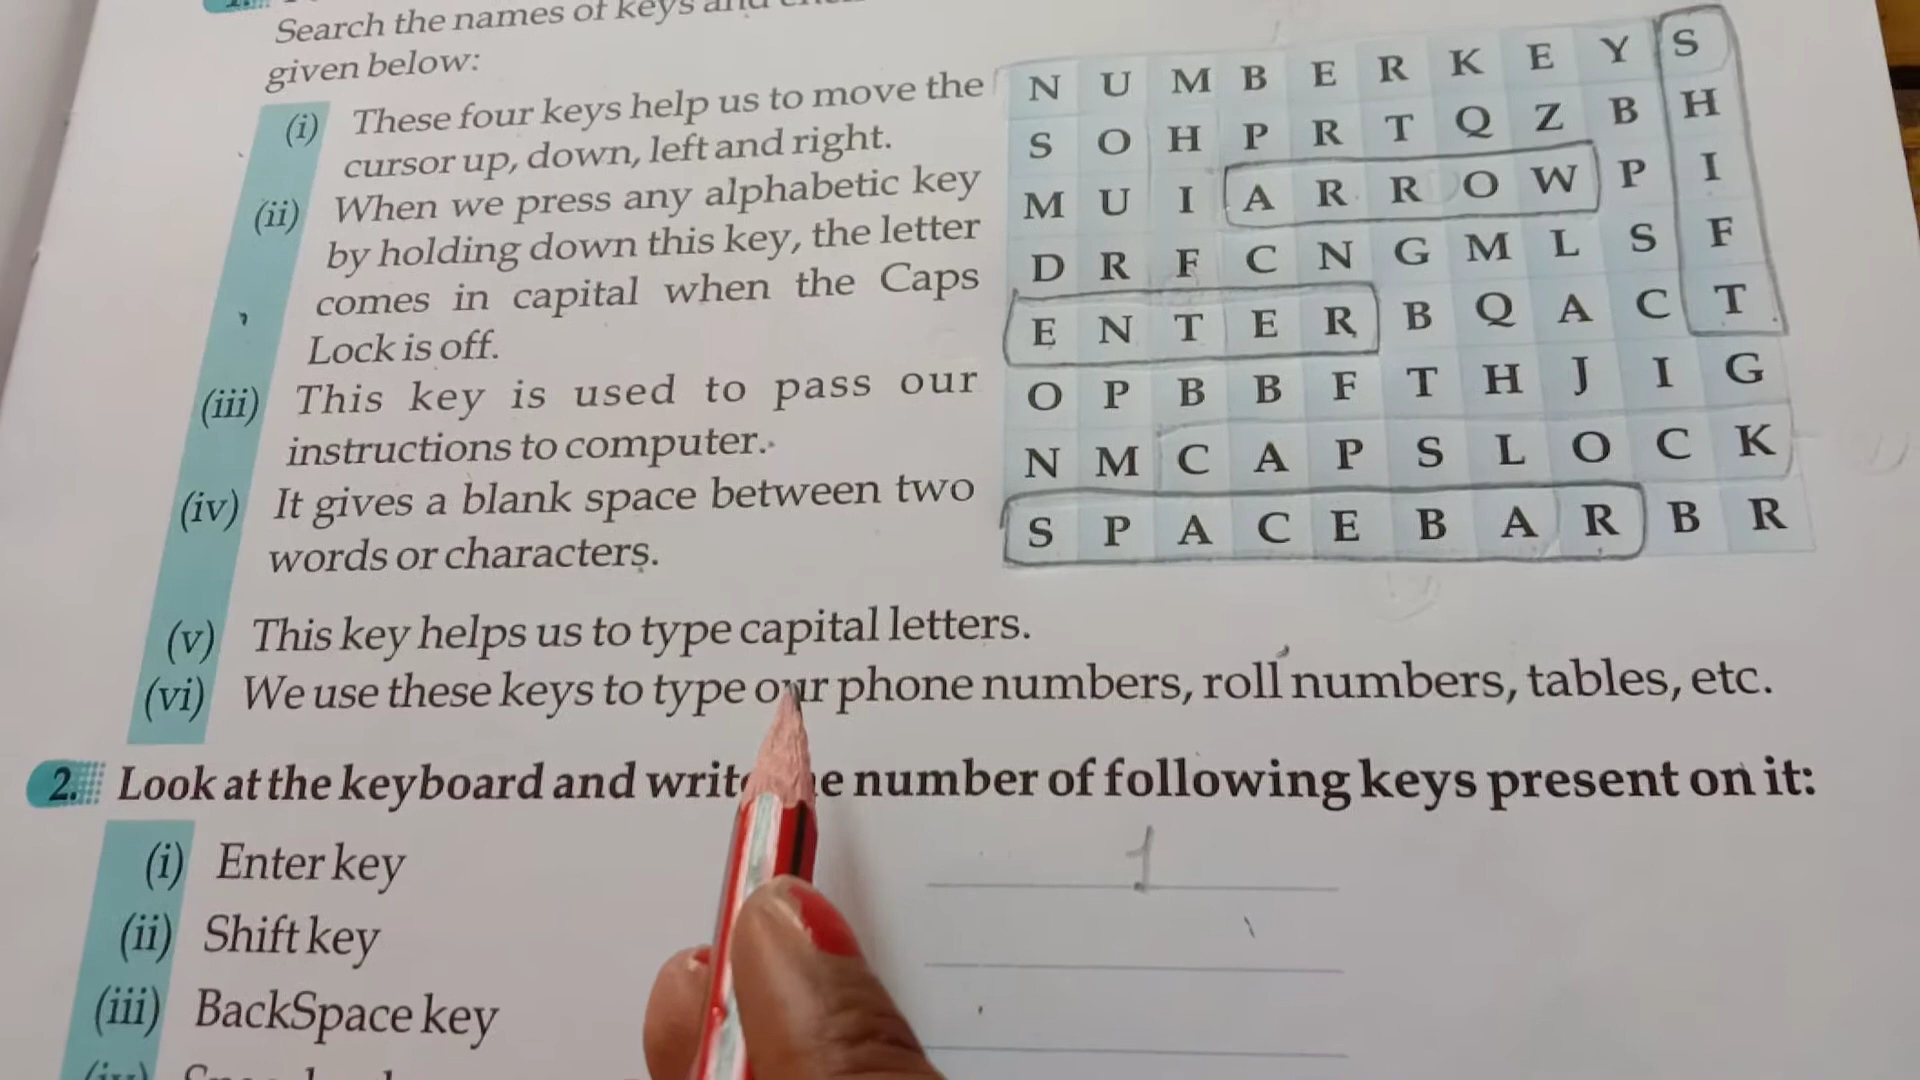 Search the names of keys and
given below:
(i) These four keys help us to move the
cursor up, down, left and right.
(ii) When we press any alphabetic key
by holding down this key, the letter
comes in capital when the Caps
Lock is off.
(iii) This key is used to pass our
instructions to computer.
(iv) It gives a blank space between two
words or characters.
(v) This key helps us to type capital letters.
(vi) We use these keys to type our phone numbers, roll numbers, tables, etc.
N U M B E R K E Y S
S O H P R T Q Z B H
M U I A R R O W P I
D R F C N G M L S F
E N T E R B Q A C T
O P B B F T H J I G
N M C A P S L O C K
S P A C E B A R B R
2. Look at the keyboard and write number of following keys present on it:
(i) Enter key 1
(ii) Shift key
(iii) BackSpace key
(iv)